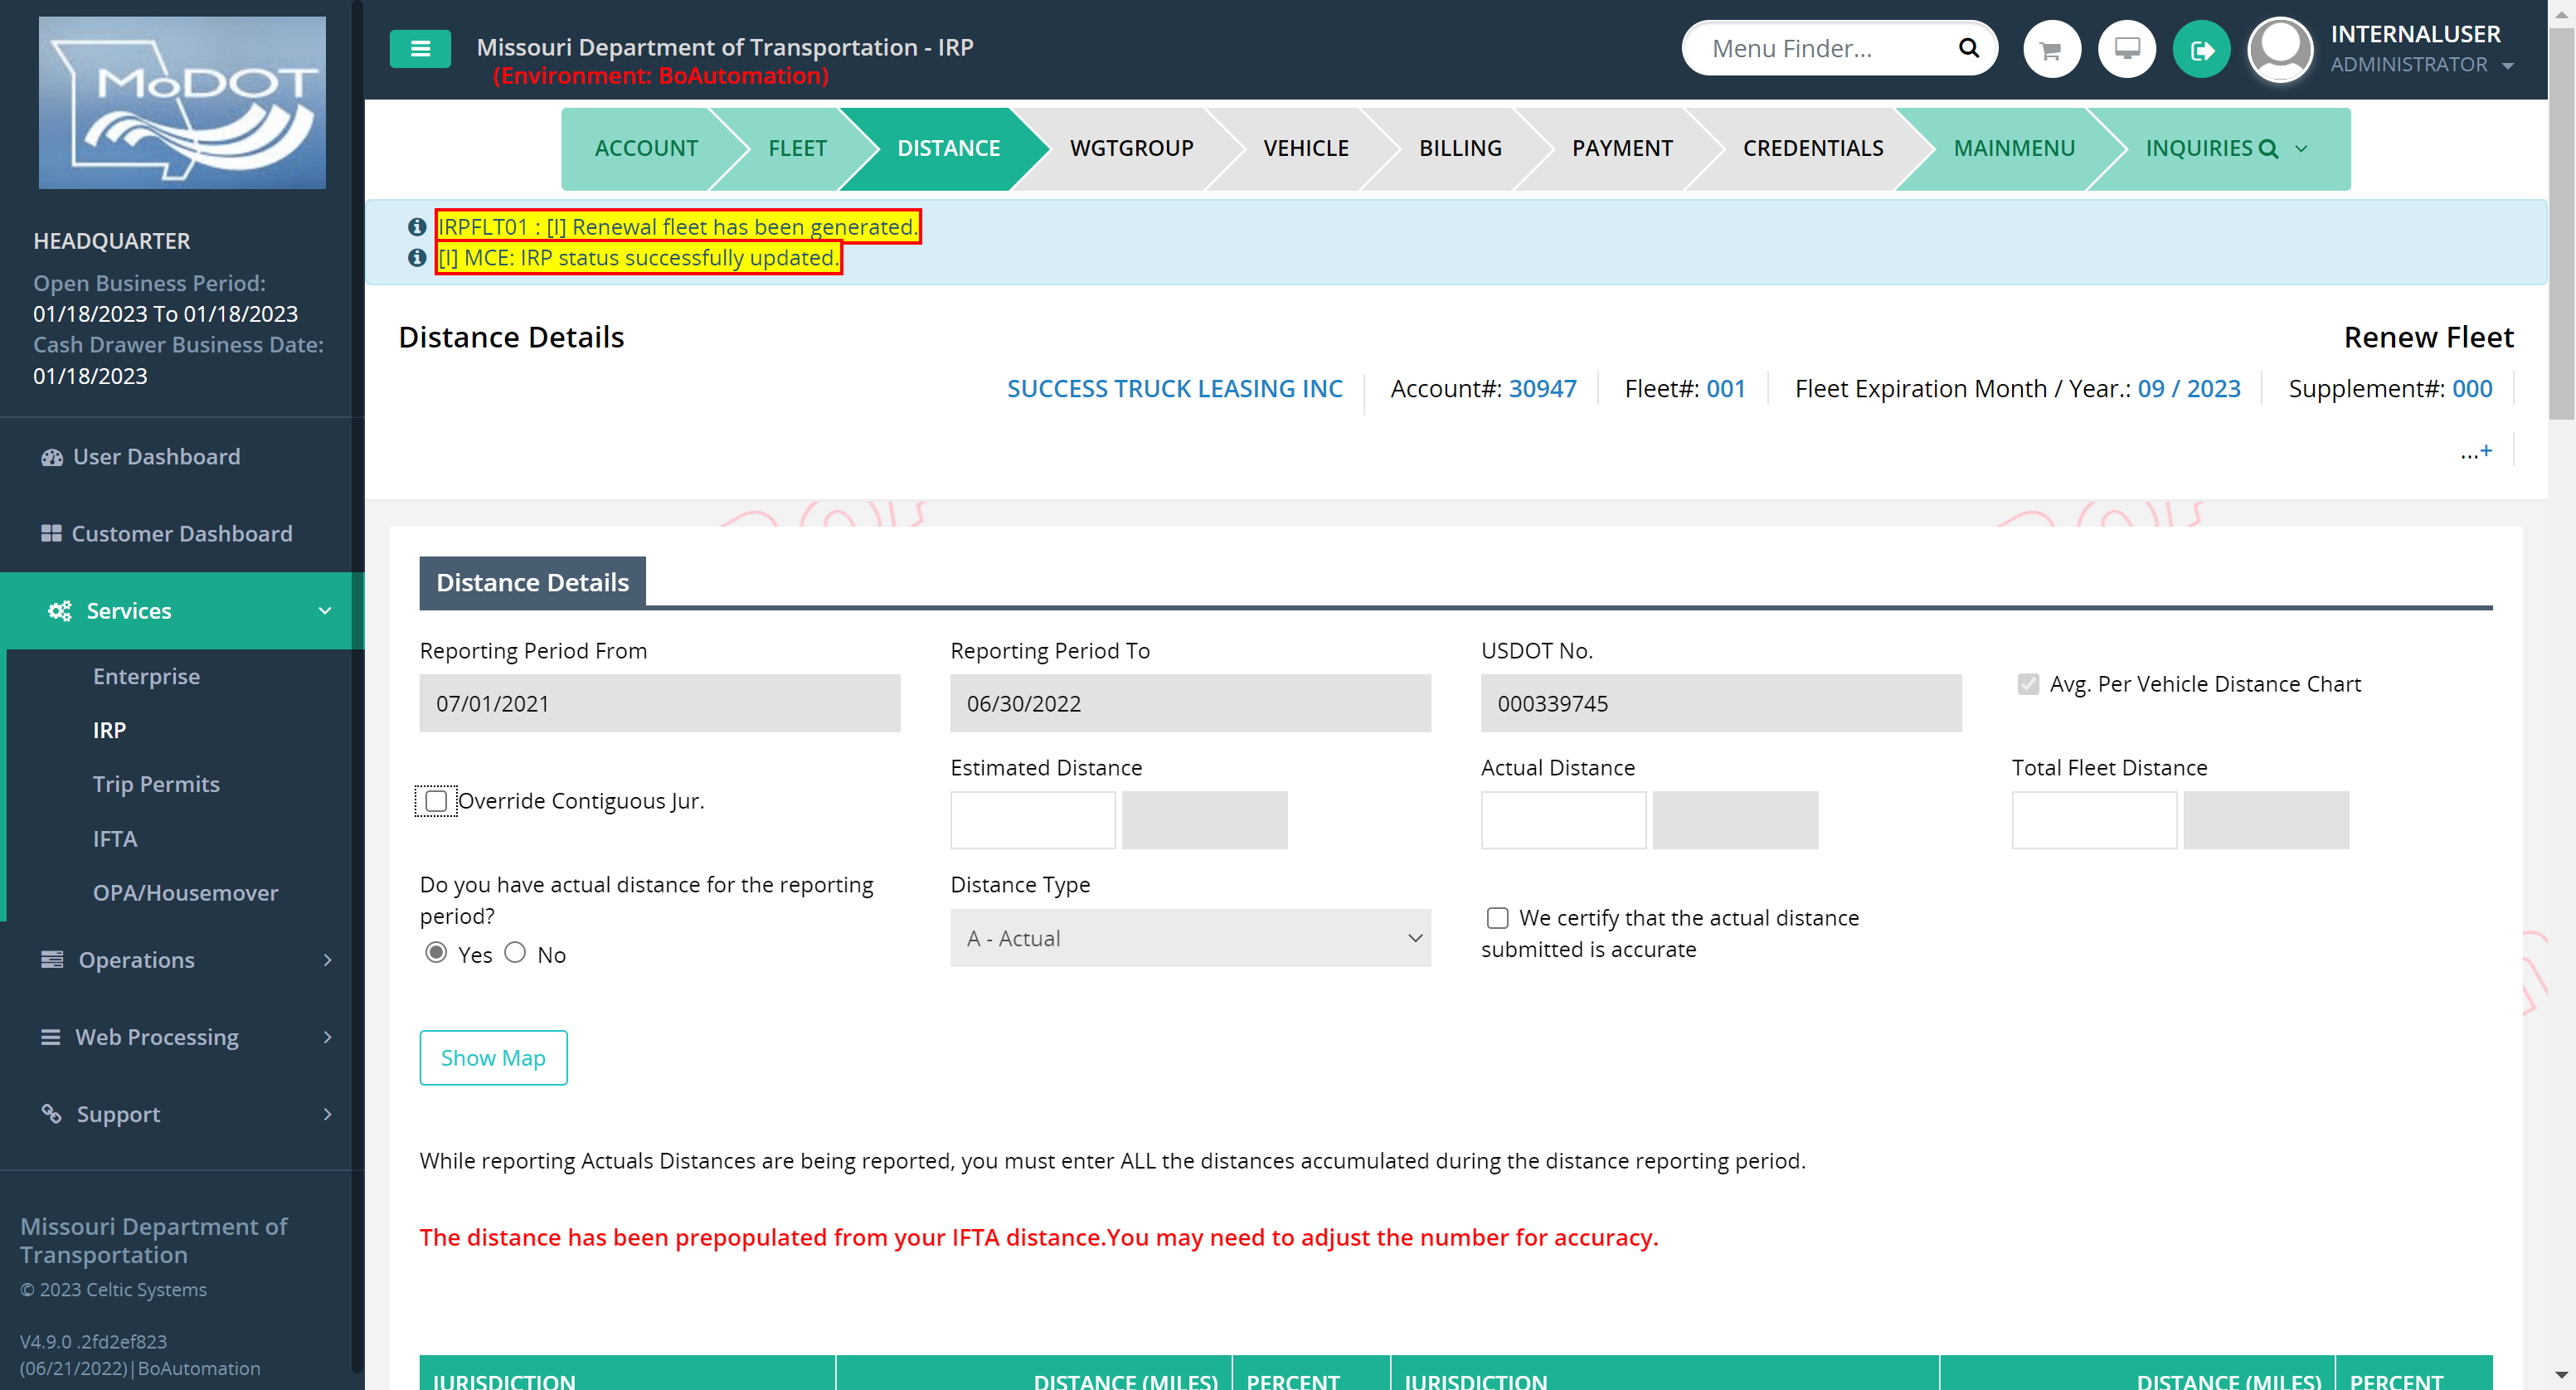 MoDOT
Missouri Department of Transportation - IRP
(Environment: BoAutomation)
Menu Finder...
INTERNALUSER
ADMINISTRATOR
ACCOUNT
FLEET
DISTANCE
WGTGROUP
VEHICLE
BILLING
PAYMENT
CREDENTIALS
MAINMENU
INQUIRIES
IRPFLT01 : [I] Renewal fleet has been generated.
[I] MCE: IRP status successfully updated.
HEADQUARTER
Open Business Period:
01/18/2023 To 01/18/2023
Cash Drawer Business Date:
01/18/2023
User Dashboard
Customer Dashboard
Services
Enterprise
IRP
Trip Permits
IFTA
OPA/Housemover
Operations
Web Processing
Support
Missouri Department of
Transportation
© 2023 Celtic Systems
V4.9.0 .2fd2ef823
(06/21/2022)|BoAutomation
Distance Details
Renew Fleet
SUCCESS TRUCK LEASING INC
Account#: 30947
Fleet#: 001
Fleet Expiration Month / Year.: 09 / 2023
Supplement#: 000
...+
Distance Details
Reporting Period From
Reporting Period To
USDOT No.
07/01/2021
06/30/2022
000339745
Avg. Per Vehicle Distance Chart
Override Contiguous Jur.
Estimated Distance
Actual Distance
Total Fleet Distance
Do you have actual distance for the reporting
period?
Yes
No
Distance Type
A - Actual
We certify that the actual distance
submitted is accurate
Show Map
While reporting Actuals Distances are being reported, you must enter ALL the distances accumulated during the distance reporting period.
The distance has been prepopulated from your IFTA distance.You may need to adjust the number for accuracy.
JURISDICTION
DISTANCE (MILES)
PERCENT
JURISDICTION
DISTANCE (MILES)
PERCENT